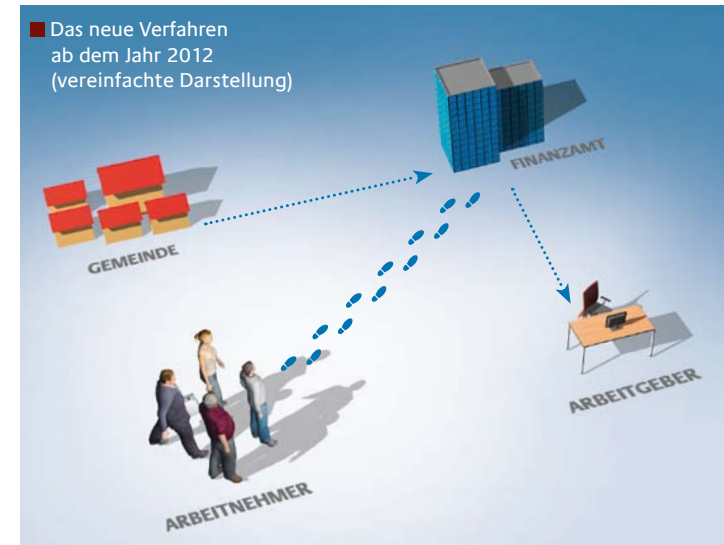 Das neue Verfahren
ab dem Jahr 2012
(vereinfachte Darstellung)
FINANZAMT
GEMEINDE
ARBEITGEBER
ARBEITNEHMER